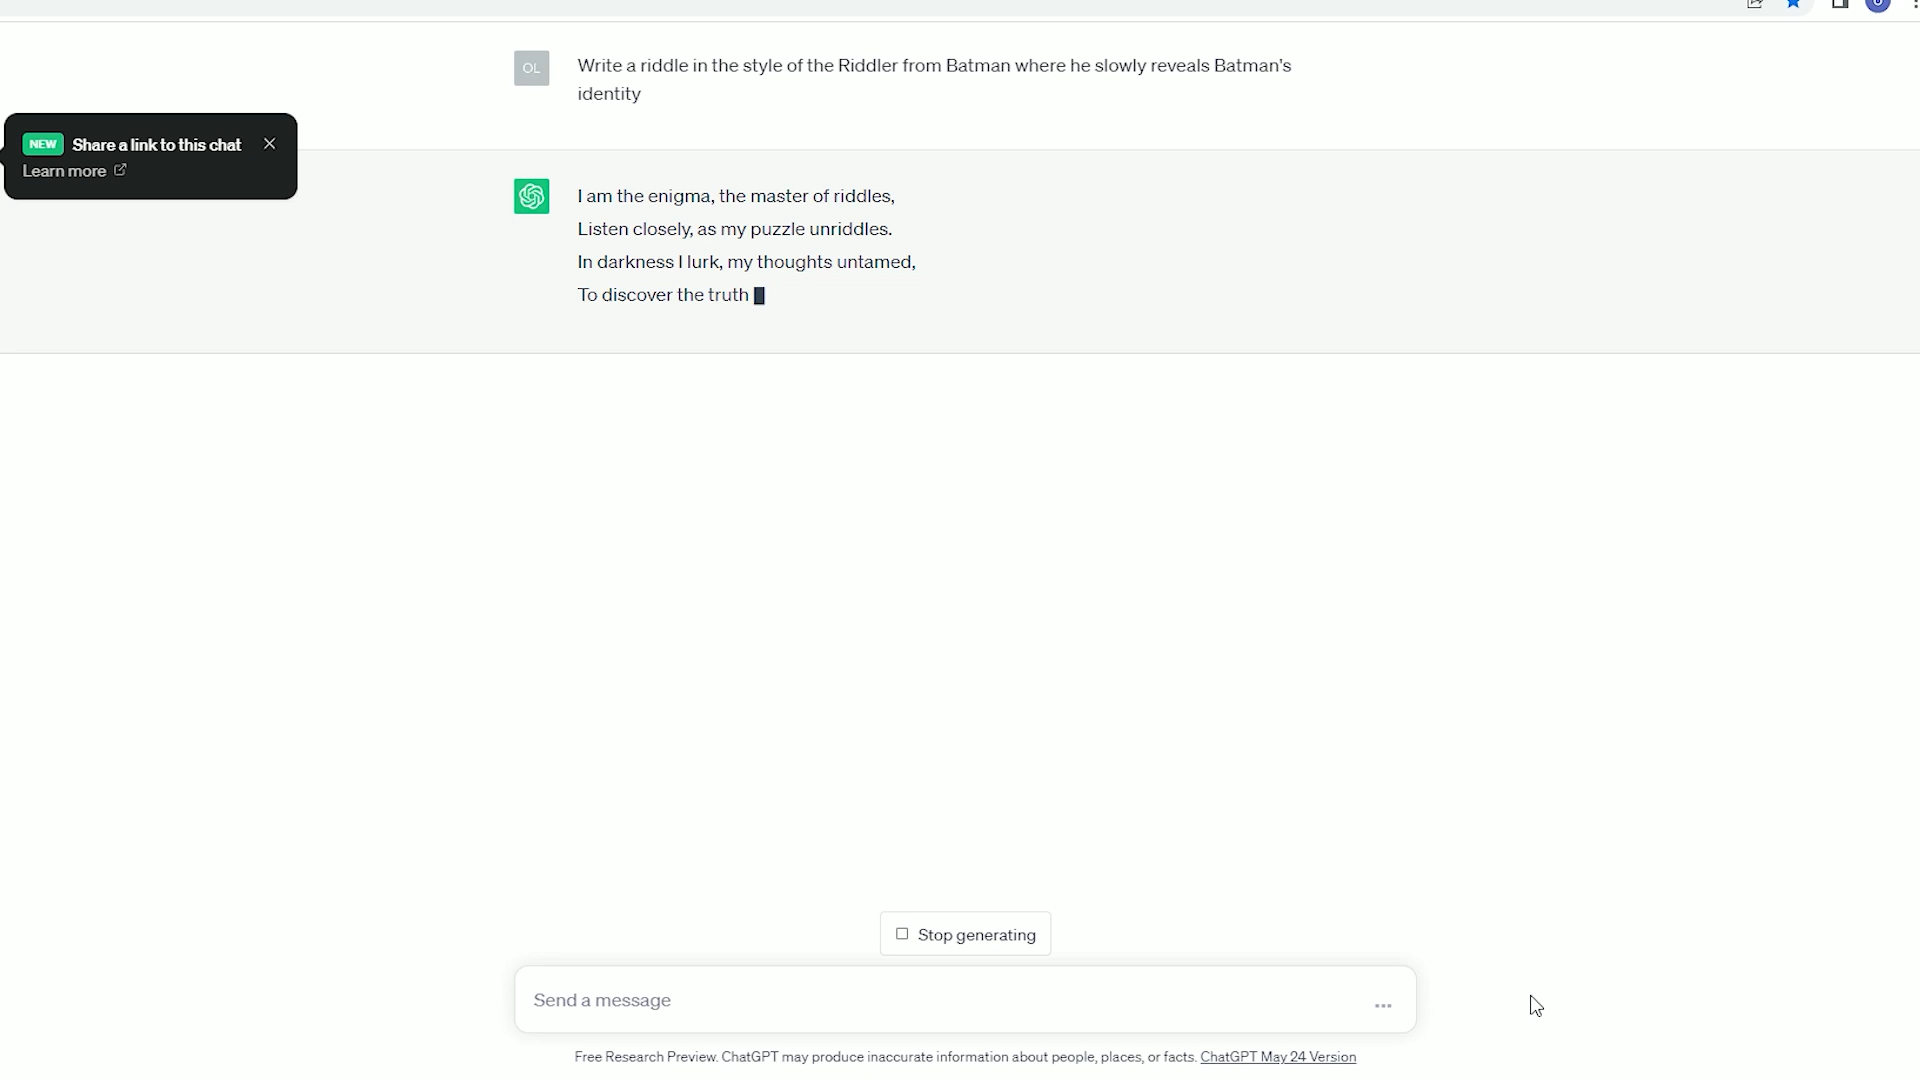 OL
Write a riddle in the style of the Riddler from Batman where he slowly reveals Batman's
identity
NEW Share a link to this chat
Learn more
I am the enigma, the master of riddles,
Listen closely, as my puzzle unriddles.
In darkness I lurk, my thoughts untamed,
To discover the truth
Stop generating
Send a message
Free Research Preview. ChatGPT may produce inaccurate information about people, places, or facts. ChatGPT May 24 Version